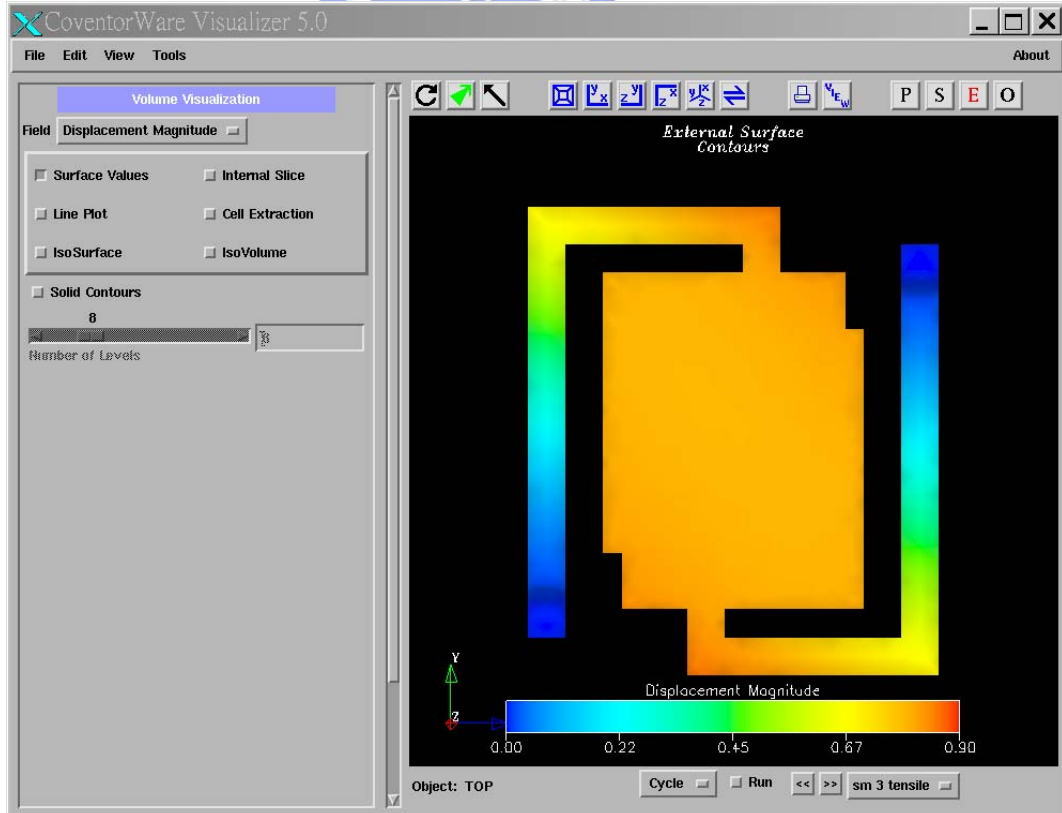 CoventorWare Visualizer 5.0
File Edit View Tools About
Volume Visualization
Field Displacement Magnitude
Surface Values Internal Slice
Line Plot Cell Extraction
IsoSurface IsoVolume
Solid Contours
8
8
Number of Levels
y x z y z x y x z VIEW P S E O
External Surface
Contours
Y
Z
Displacement Magnitude
0.00 0.22 0.45 0.67 0.90
Object: TOP Cycle Run << >> sm 3 tensile